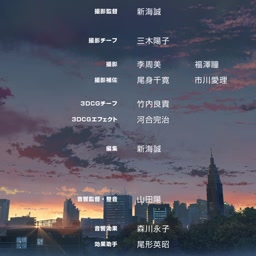 撮影監督 新海誠
撮影チーフ 三木陽子
撮影 李周美 福澤瞳
撮影補佐 尾身千寛 市川愛理
3DCGチーフ 竹内良貴
3DCGエフェクト 河合完治
編集 新海誠
音響監督・整音 山田陽
音響効果 森川永子
効果助手 尾形英昭